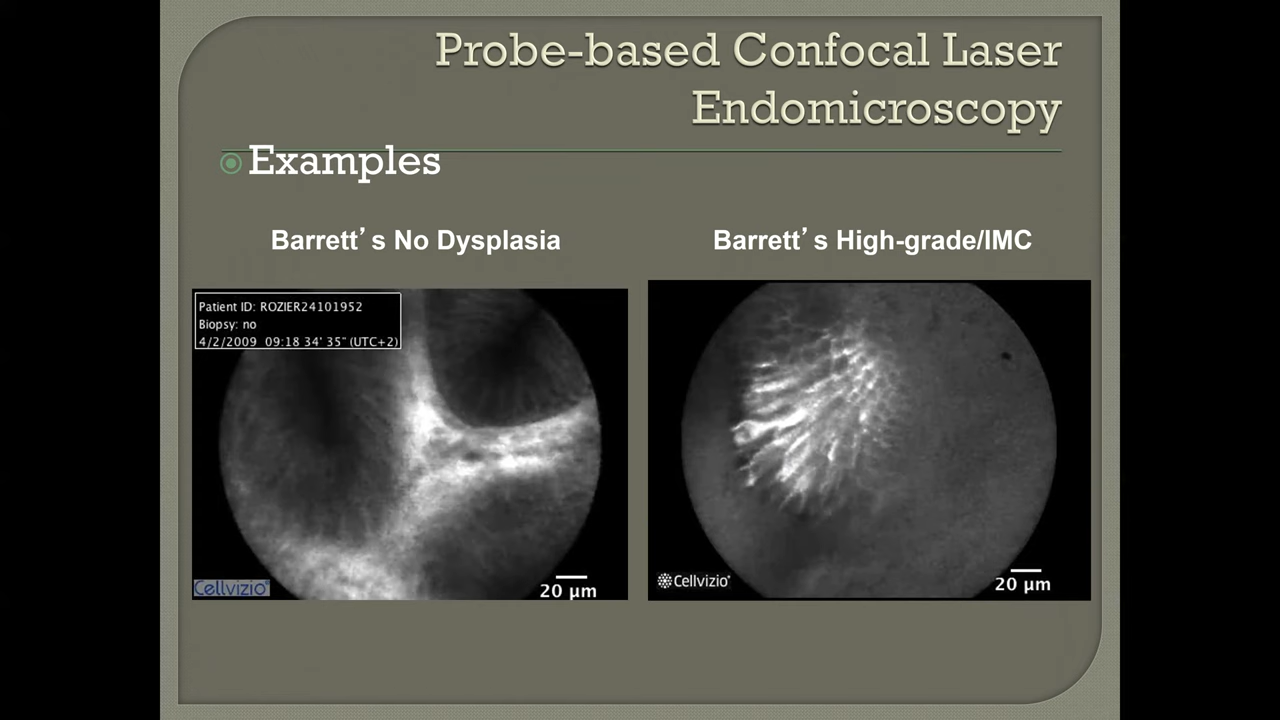 Probe-based Confocal Laser
Endomicroscopy
Examples
Barrett’s No Dysplasia
Barrett’s High-grade/IMC
Patient ID: ROZIER24101952
Biopsy: no
4/2/2009 09:18 34' 35" (UTC+2)
Cellvizio
20 µm
Cellvizio
20 µm